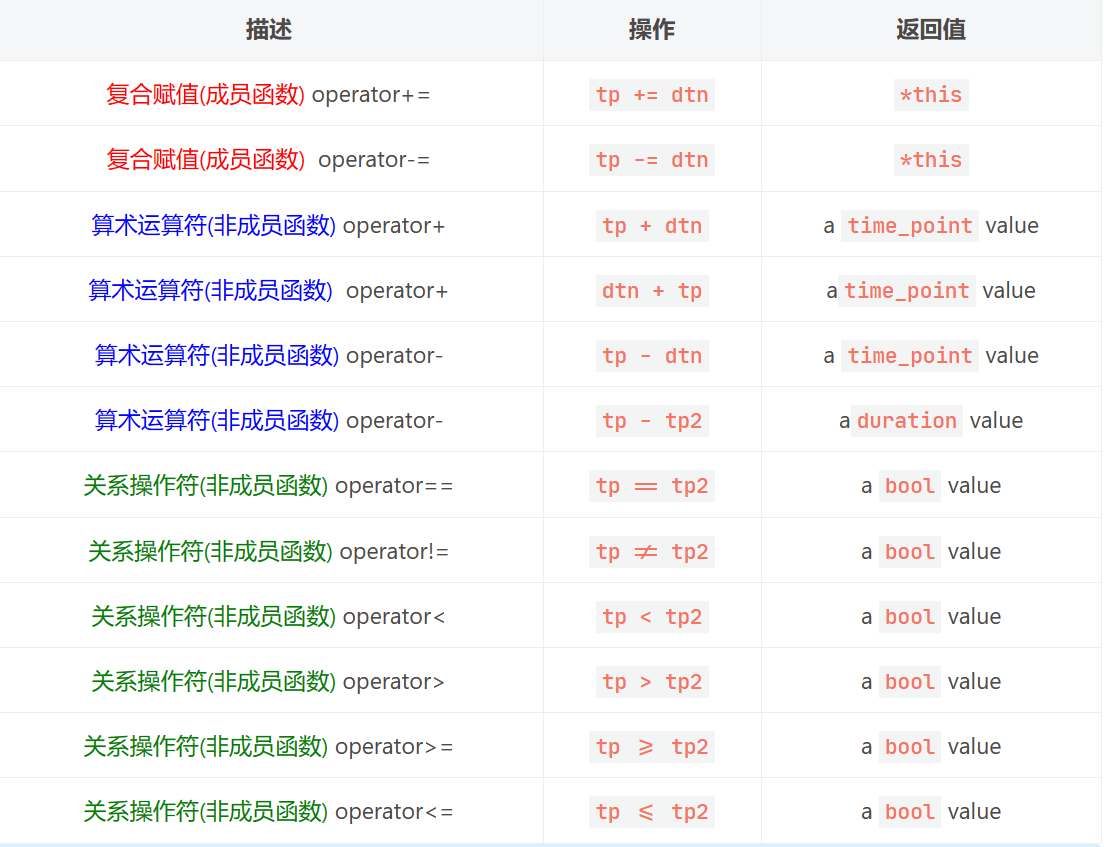 描述 操作 返回值
复合赋值(成员函数) operator+= tp += dtn *this
复合赋值(成员函数) operator-= tp -= dtn *this
算术运算符(非成员函数) operator+ tp + dtn a time_point value
算术运算符(非成员函数) operator+ dtn + tp a time_point value
算术运算符(非成员函数) operator- tp - dtn a time_point value
算术运算符(非成员函数) operator- tp - tp2 a duration value
关系操作符(非成员函数) operator== tp == tp2 a bool value
关系操作符(非成员函数) operator!= tp != tp2 a bool value
关系操作符(非成员函数) operator< tp < tp2 a bool value
关系操作符(非成员函数) operator> tp > tp2 a bool value
关系操作符(非成员函数) operator>= tp >= tp2 a bool value
关系操作符(非成员函数) operator<= tp <= tp2 a bool value